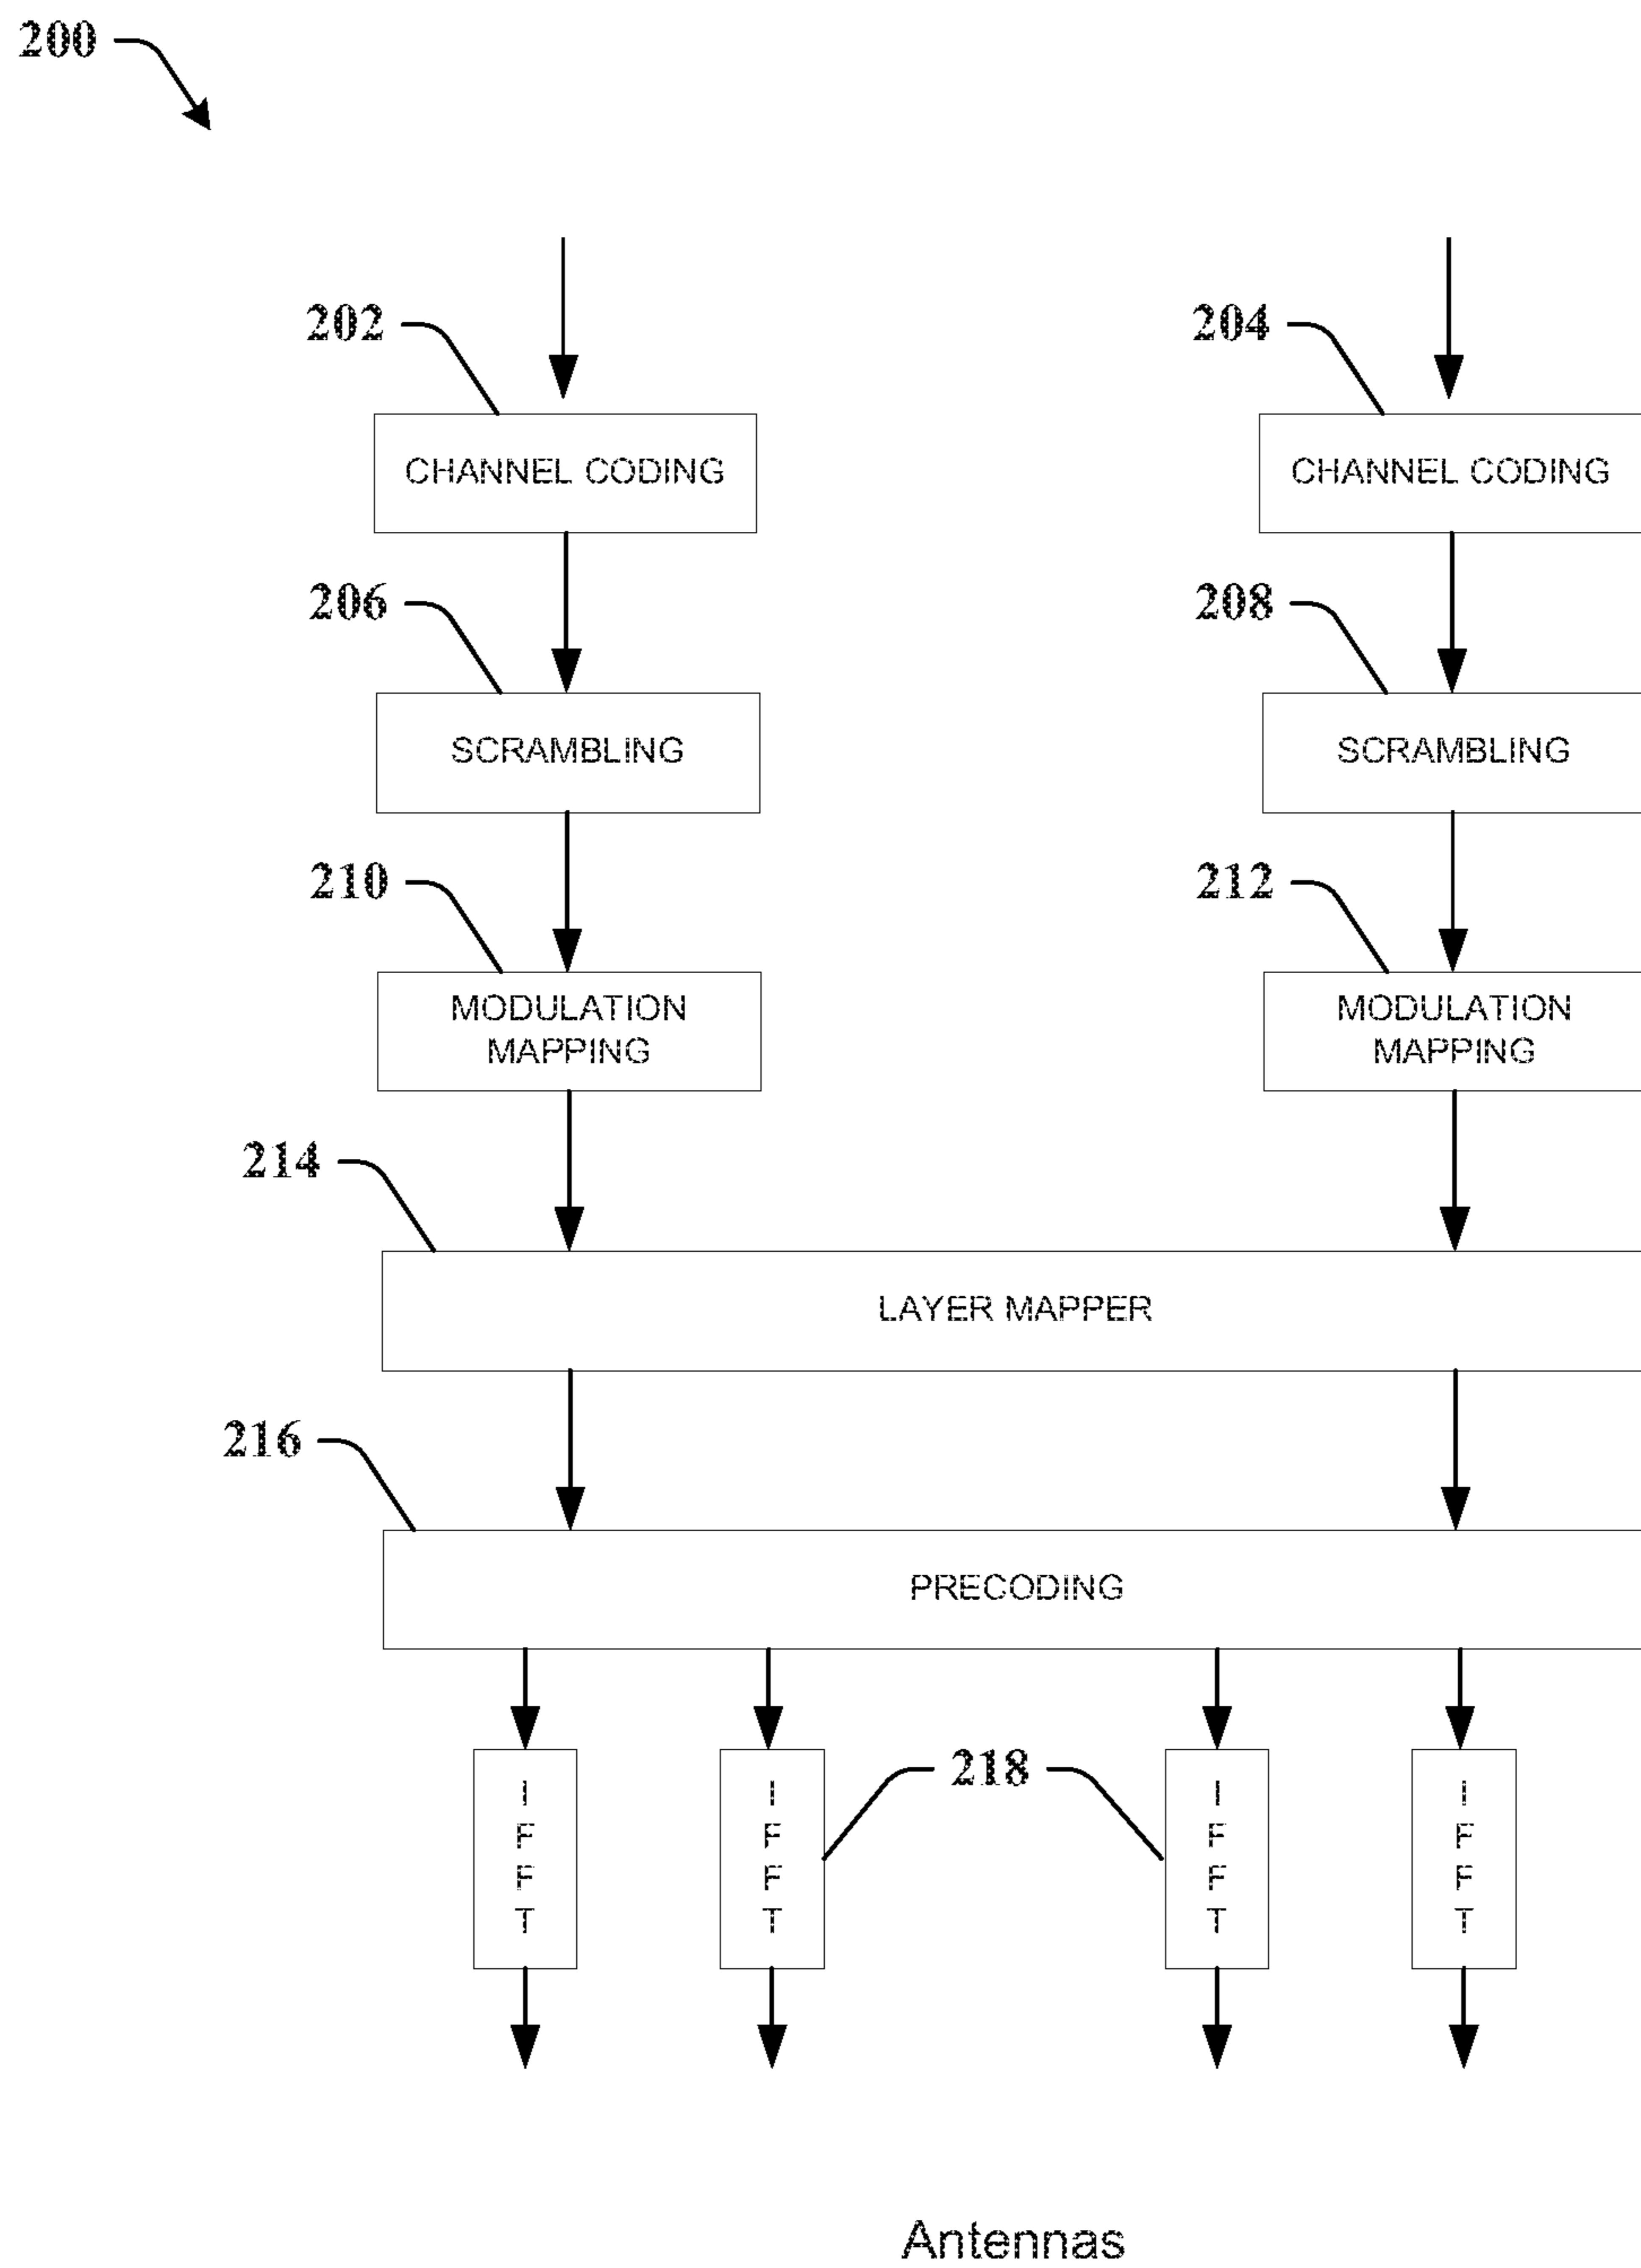 200
202
204
CHANNEL CODING
CHANNEL CODING
206
208
SCRAMBLING
SCRAMBLING
210
212
MODULATION
MAPPING
MODULATION
MAPPING
214
LAYER MAPPER
216
PRECODING
218
I
F
F
T
I
F
F
T
I
F
F
T
I
F
F
T
Antennas